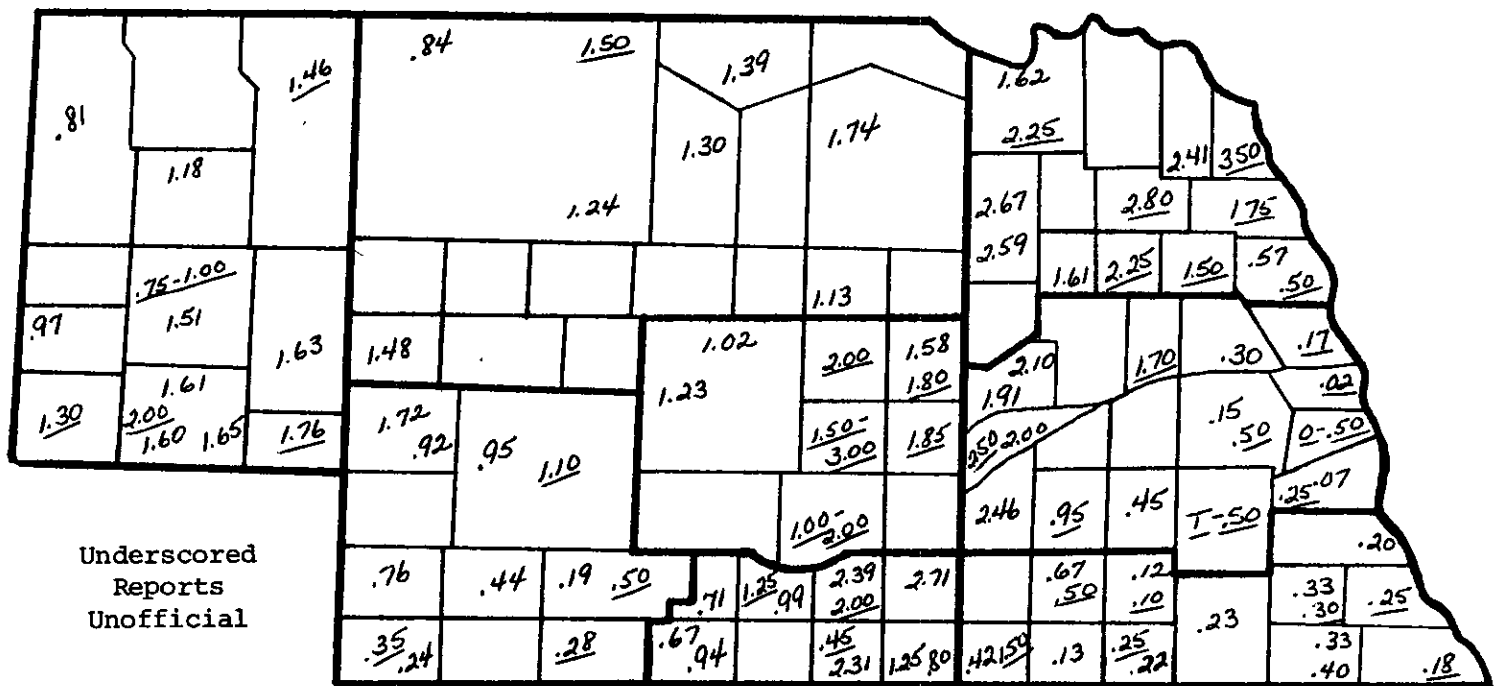 .84 1.50
1.46 1.39 1.62
.81 1.30 1.74 2.25
1.18 2.41 3.50
1.24 2.67 2.80 1.75
2.59
.75-1.00 1.61 2.25 1.50 .57
.50
.97 1.51 1.13
1.63 1.48 1.02 2.00 1.58 2.10 1.70 .30 .17
1.80
1.61 1.23 1.91 .02
1.30 2.00 1.72 .15
1.60 1.65 1.76 .92 .95 1.10 1.50- 1.85 2.50 2.00 .50 0-.50
3.00
.25 .07
1.00- 2.46 .95 .45 T-.50
2.00
.20
Underscored
Reports
Unofficial
.76 .44 .19 .50 .71 1.25 .99 2.39 2.71 .67 .12 .33 .25
2.00 .50 .10 .30
.23
.35 .24 .28 .67 .94 .45 1.25 .80 .42 1.50 .13 .25 .33
2.31 .22 .40 .18